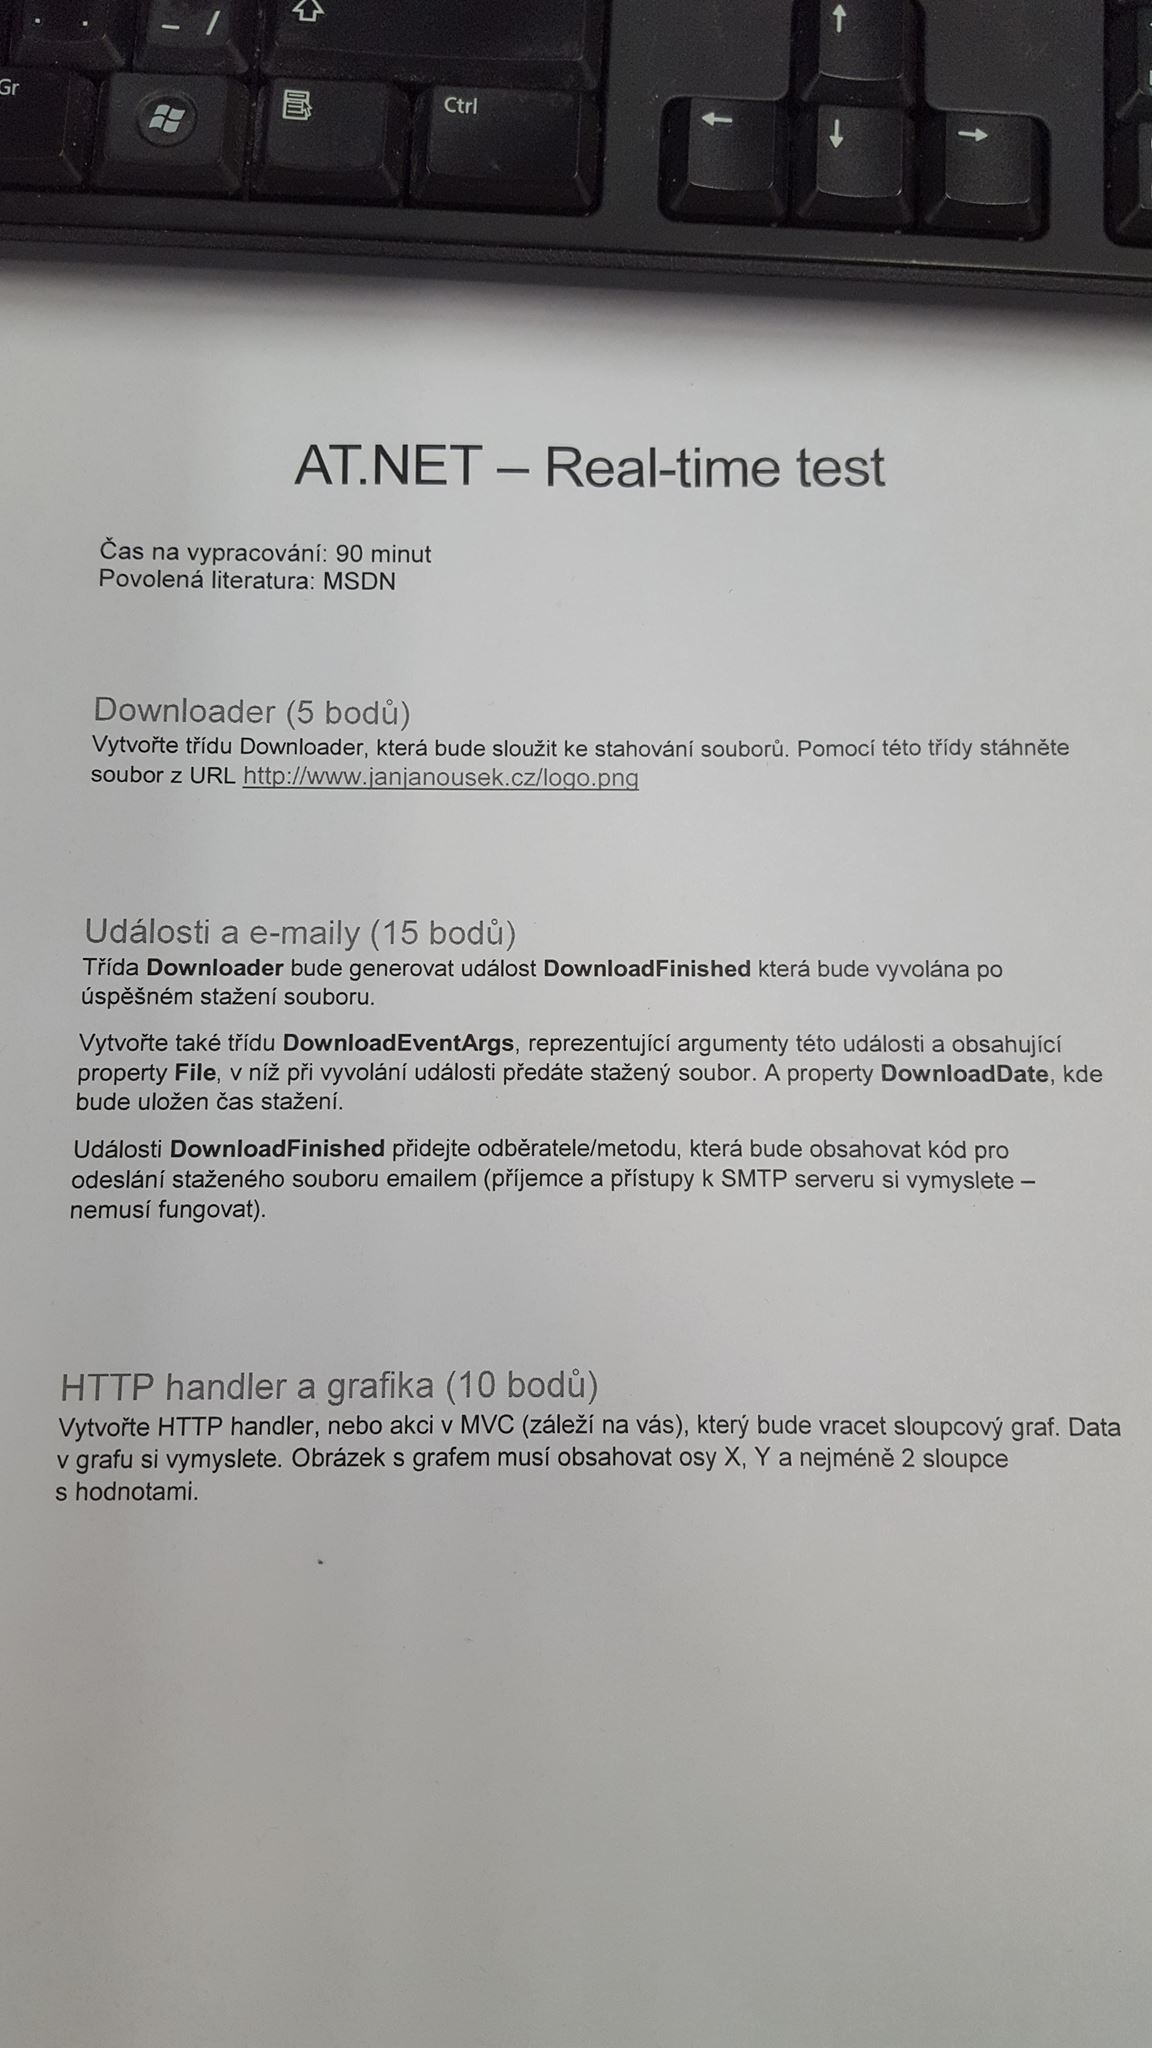 – /
Gr
Ctrl
AT.NET – Real-time test
Čas na vypracování: 90 minut
Povolená literatura: MSDN
Downloader (5 bodů)
Vytvořte třídu Downloader, která bude sloužit ke stahování souborů. Pomocí této třídy stáhněte
soubor z URL http://www.janjanousek.cz/logo.png
Události a e-maily (15 bodů)
Třída Downloader bude generovat událost DownloadFinished která bude vyvolána po
úspěšném stažení souboru.
Vytvořte také třídu DownloadEventArgs, reprezentující argumenty této události a obsahující
property File, v níž při vyvolání události předáte stažený soubor. A property DownloadDate, kde
bude uložen čas stažení.
Události DownloadFinished přidejte odběratele/metodu, která bude obsahovat kód pro
odeslání staženého souboru emailem (příjemce a přístupy k SMTP serveru si vymyslete –
nemusí fungovat).
HTTP handler a grafika (10 bodů)
Vytvořte HTTP handler, nebo akci v MVC (záleží na vás), který bude vracet sloupcový graf. Data
v grafu si vymyslete. Obrázek s grafem musí obsahovat osy X, Y a nejméně 2 sloupce
s hodnotami.